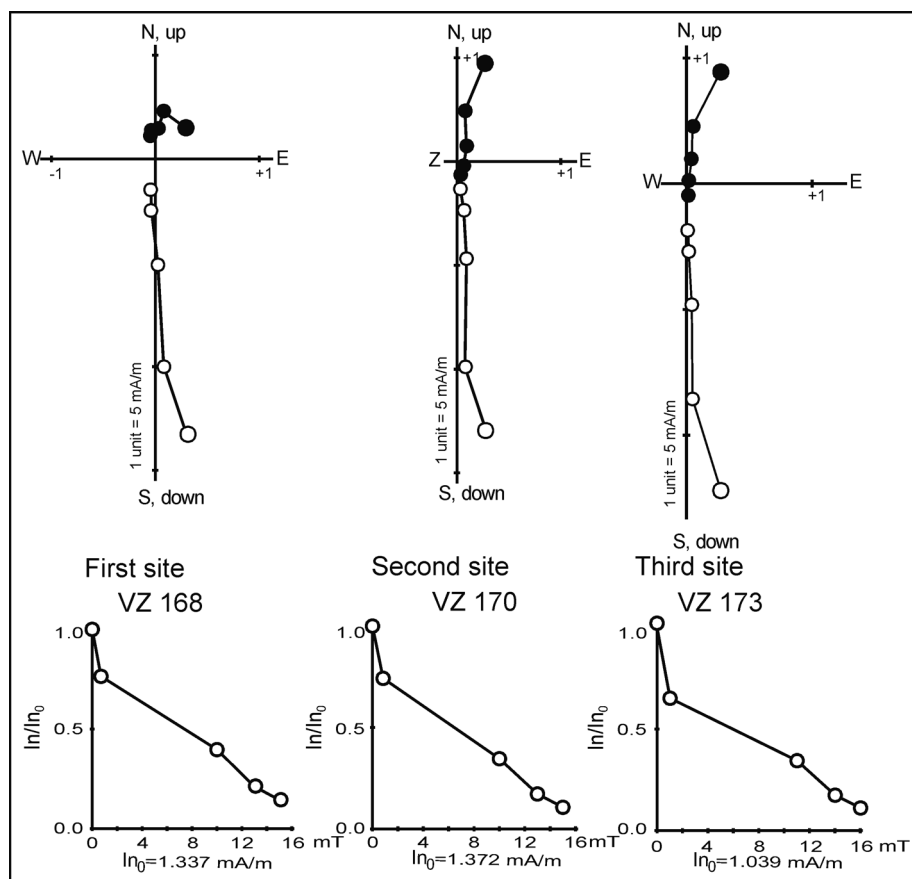 N, up
W
E
-1
+1
1 unit = 5 mA/m
S, down
N, up
+1
Z
E
+1
1 unit = 5 mA/m
S, down
N, up
+1
W
E
+1
1 unit = 5 mA/m
S, down
First site
VZ 168
1.0
0.5
0.0
In/In₀
0 4 8 12 16 mT
In₀=1.337 mA/m
Second site
VZ 170
1.0
0.5
0.0
0 4 8 12 16 mT
In₀=1.372 mA/m
Third site
VZ 173
1.0
0.5
0.0
In/In₀
0 4 8 12 16 mT
In₀=1.039 mA/m